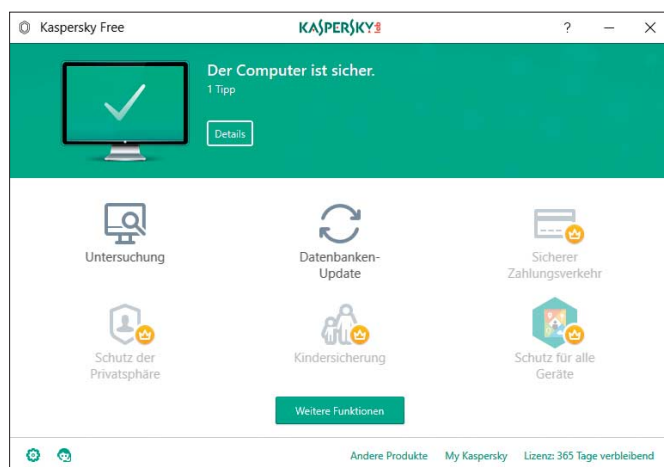 Kaspersky Free
KASPERSKY lab
?
Der Computer ist sicher.
1 Tipp
Details
Untersuchung
Datenbanken-
Update
Sicherer
Zahlungsverkehr
Schutz der
Privatsphäre
Kindersicherung
Schutz für alle
Geräte
Weitere Funktionen
Andere Produkte My Kaspersky Lizenz: 365 Tage verbleibend